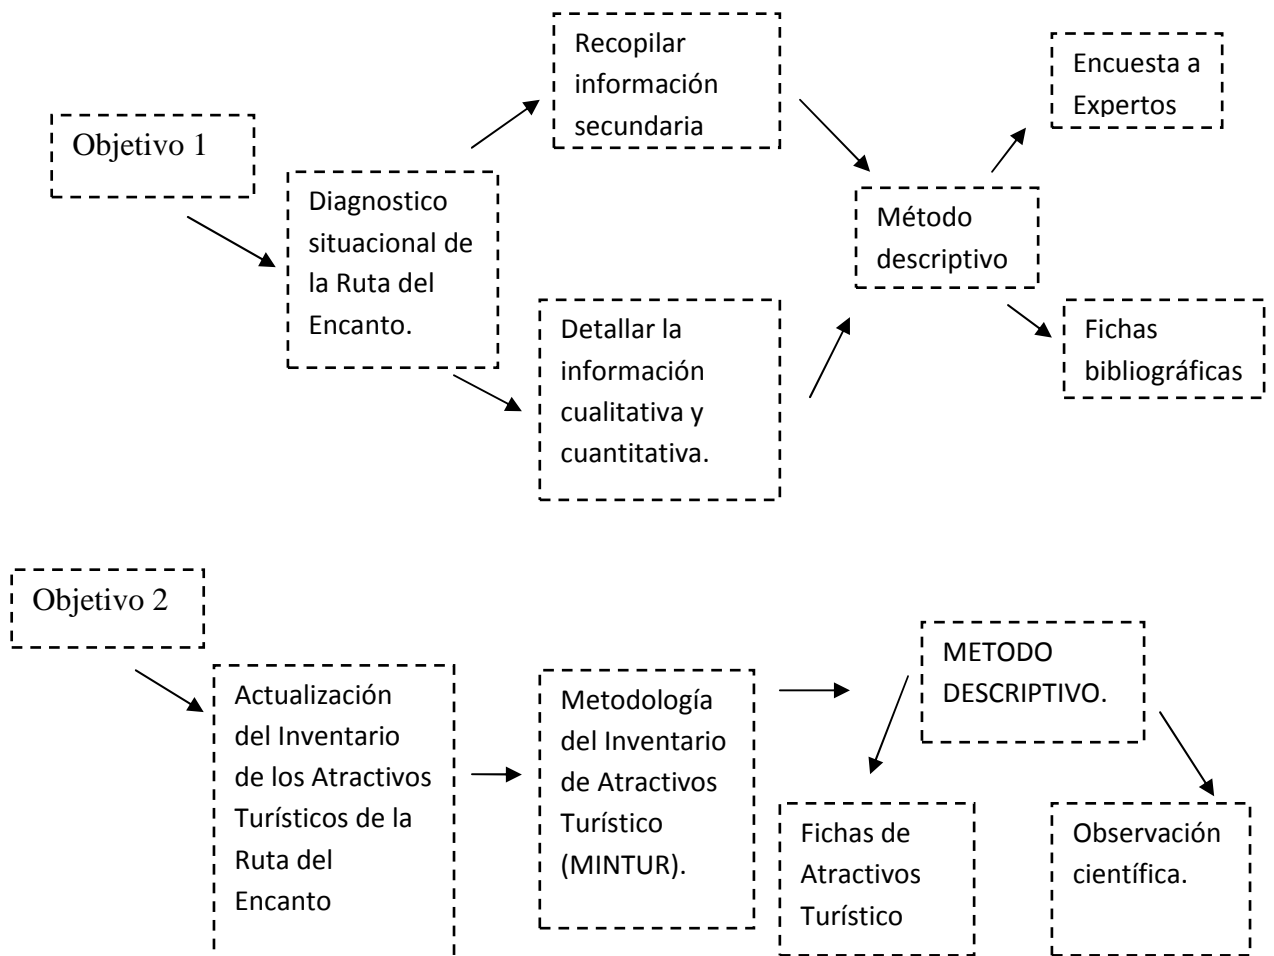 Objetivo 1
Diagnostico
situacional de
la Ruta del
Encanto.
Recopilar
información
secundaria
Detallar la
información
cualitativa y
cuantitativa.
Método
descriptivo
Encuesta a
Expertos
Fichas
bibliográficas
Objetivo 2
Actualización
del Inventario
de los Atractivos
Turísticos de la
Ruta del
Encanto
Metodología
del Inventario
de Atractivos
Turístico
(MINTUR).
METODO
DESCRIPTIVO.
Fichas de
Atractivos
Turístico
Observación
científica.